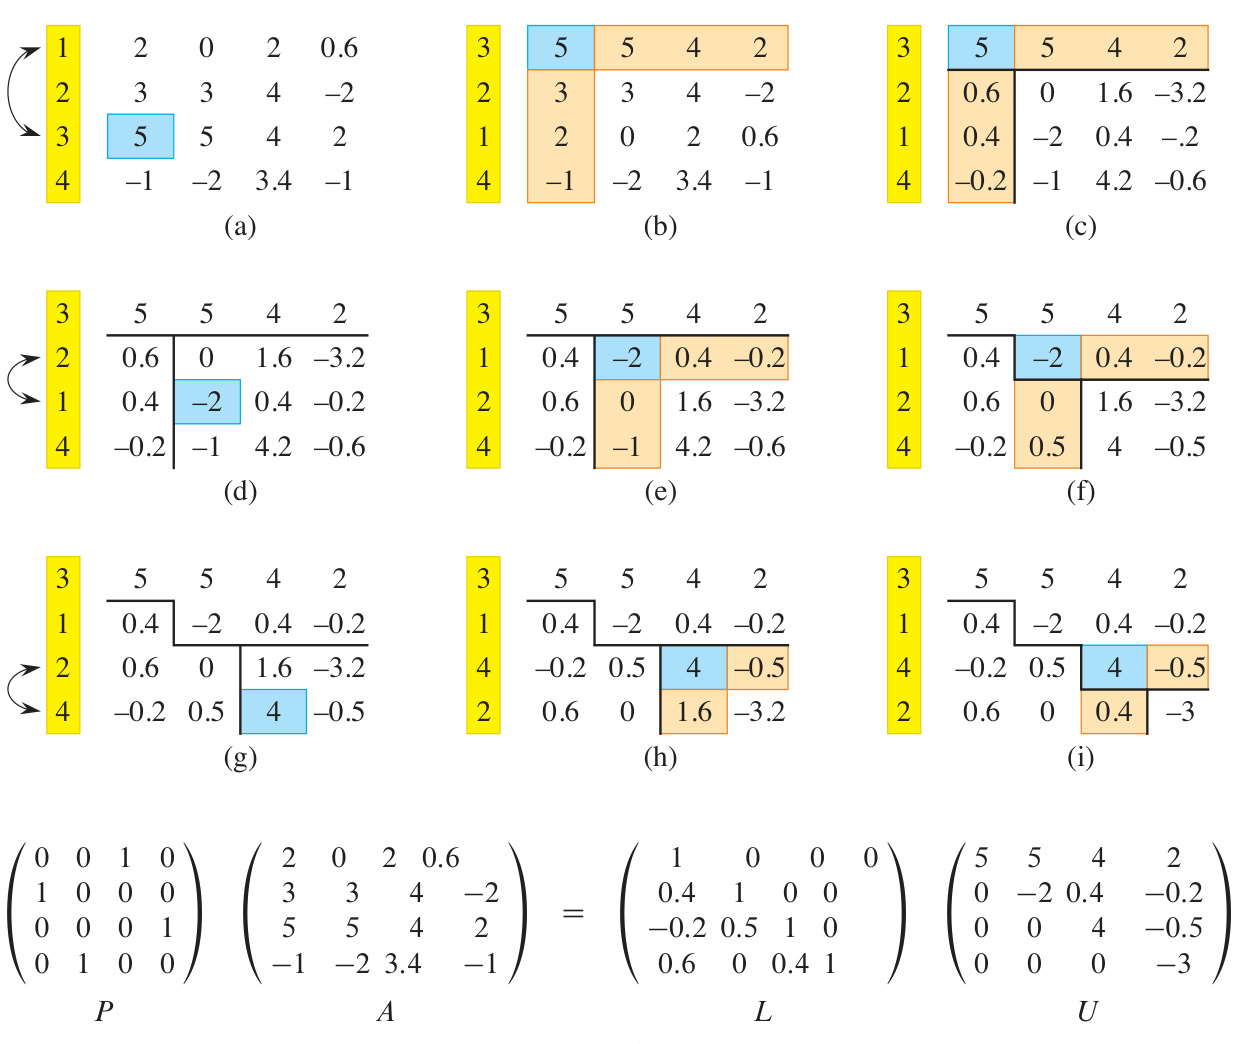 1 2 0 2 0.6 3 5 5 4 2 3 5 5 4 2
2 3 3 4 –2 2 3 3 4 –2 2 0.6 0 1.6 –3.2
3 5 5 4 2 1 2 0 2 0.6 1 0.4 –2 0.4 –.2
4 –1 –2 3.4 –1 4 –1 –2 3.4 –1 4 –0.2 –1 4.2 –0.6
(a) (b) (c)
3 5 5 4 2 3 5 5 4 2 3 5 5 4 2
2 0.6 0 1.6 –3.2 1 0.4 –2 0.4 –0.2 1 0.4 –2 0.4 –0.2
1 0.4 –2 0.4 –0.2 2 0.6 0 1.6 –3.2 2 0.6 0 1.6 –3.2
4 –0.2 –1 4.2 –0.6 4 –0.2 –1 4.2 –0.6 4 –0.2 0.5 4 –0.5
(d) (e) (f)
3 5 5 4 2 3 5 5 4 2 3 5 5 4 2
1 0.4 –2 0.4 –0.2 1 0.4 –2 0.4 –0.2 1 0.4 –2 0.4 –0.2
2 0.6 0 1.6 –3.2 4 –0.2 0.5 4 –0.5 4 –0.2 0.5 4 –0.5
4 –0.2 0.5 4 –0.5 2 0.6 0 1.6 –3.2 2 0.6 0 0.4 –3
(g) (h) (i)
0 0 1 0 2 0 2 0.6 1 0 0 0 5 5 4 2
1 0 0 0 3 3 4 −2 0.4 1 0 0 0 −2 0.4 −0.2
0 0 0 1 5 5 4 2 = −0.2 0.5 1 0 0 0 4 −0.5
0 1 0 0 −1 −2 3.4 −1 0.6 0 0.4 1 0 0 0 −3
P A L U